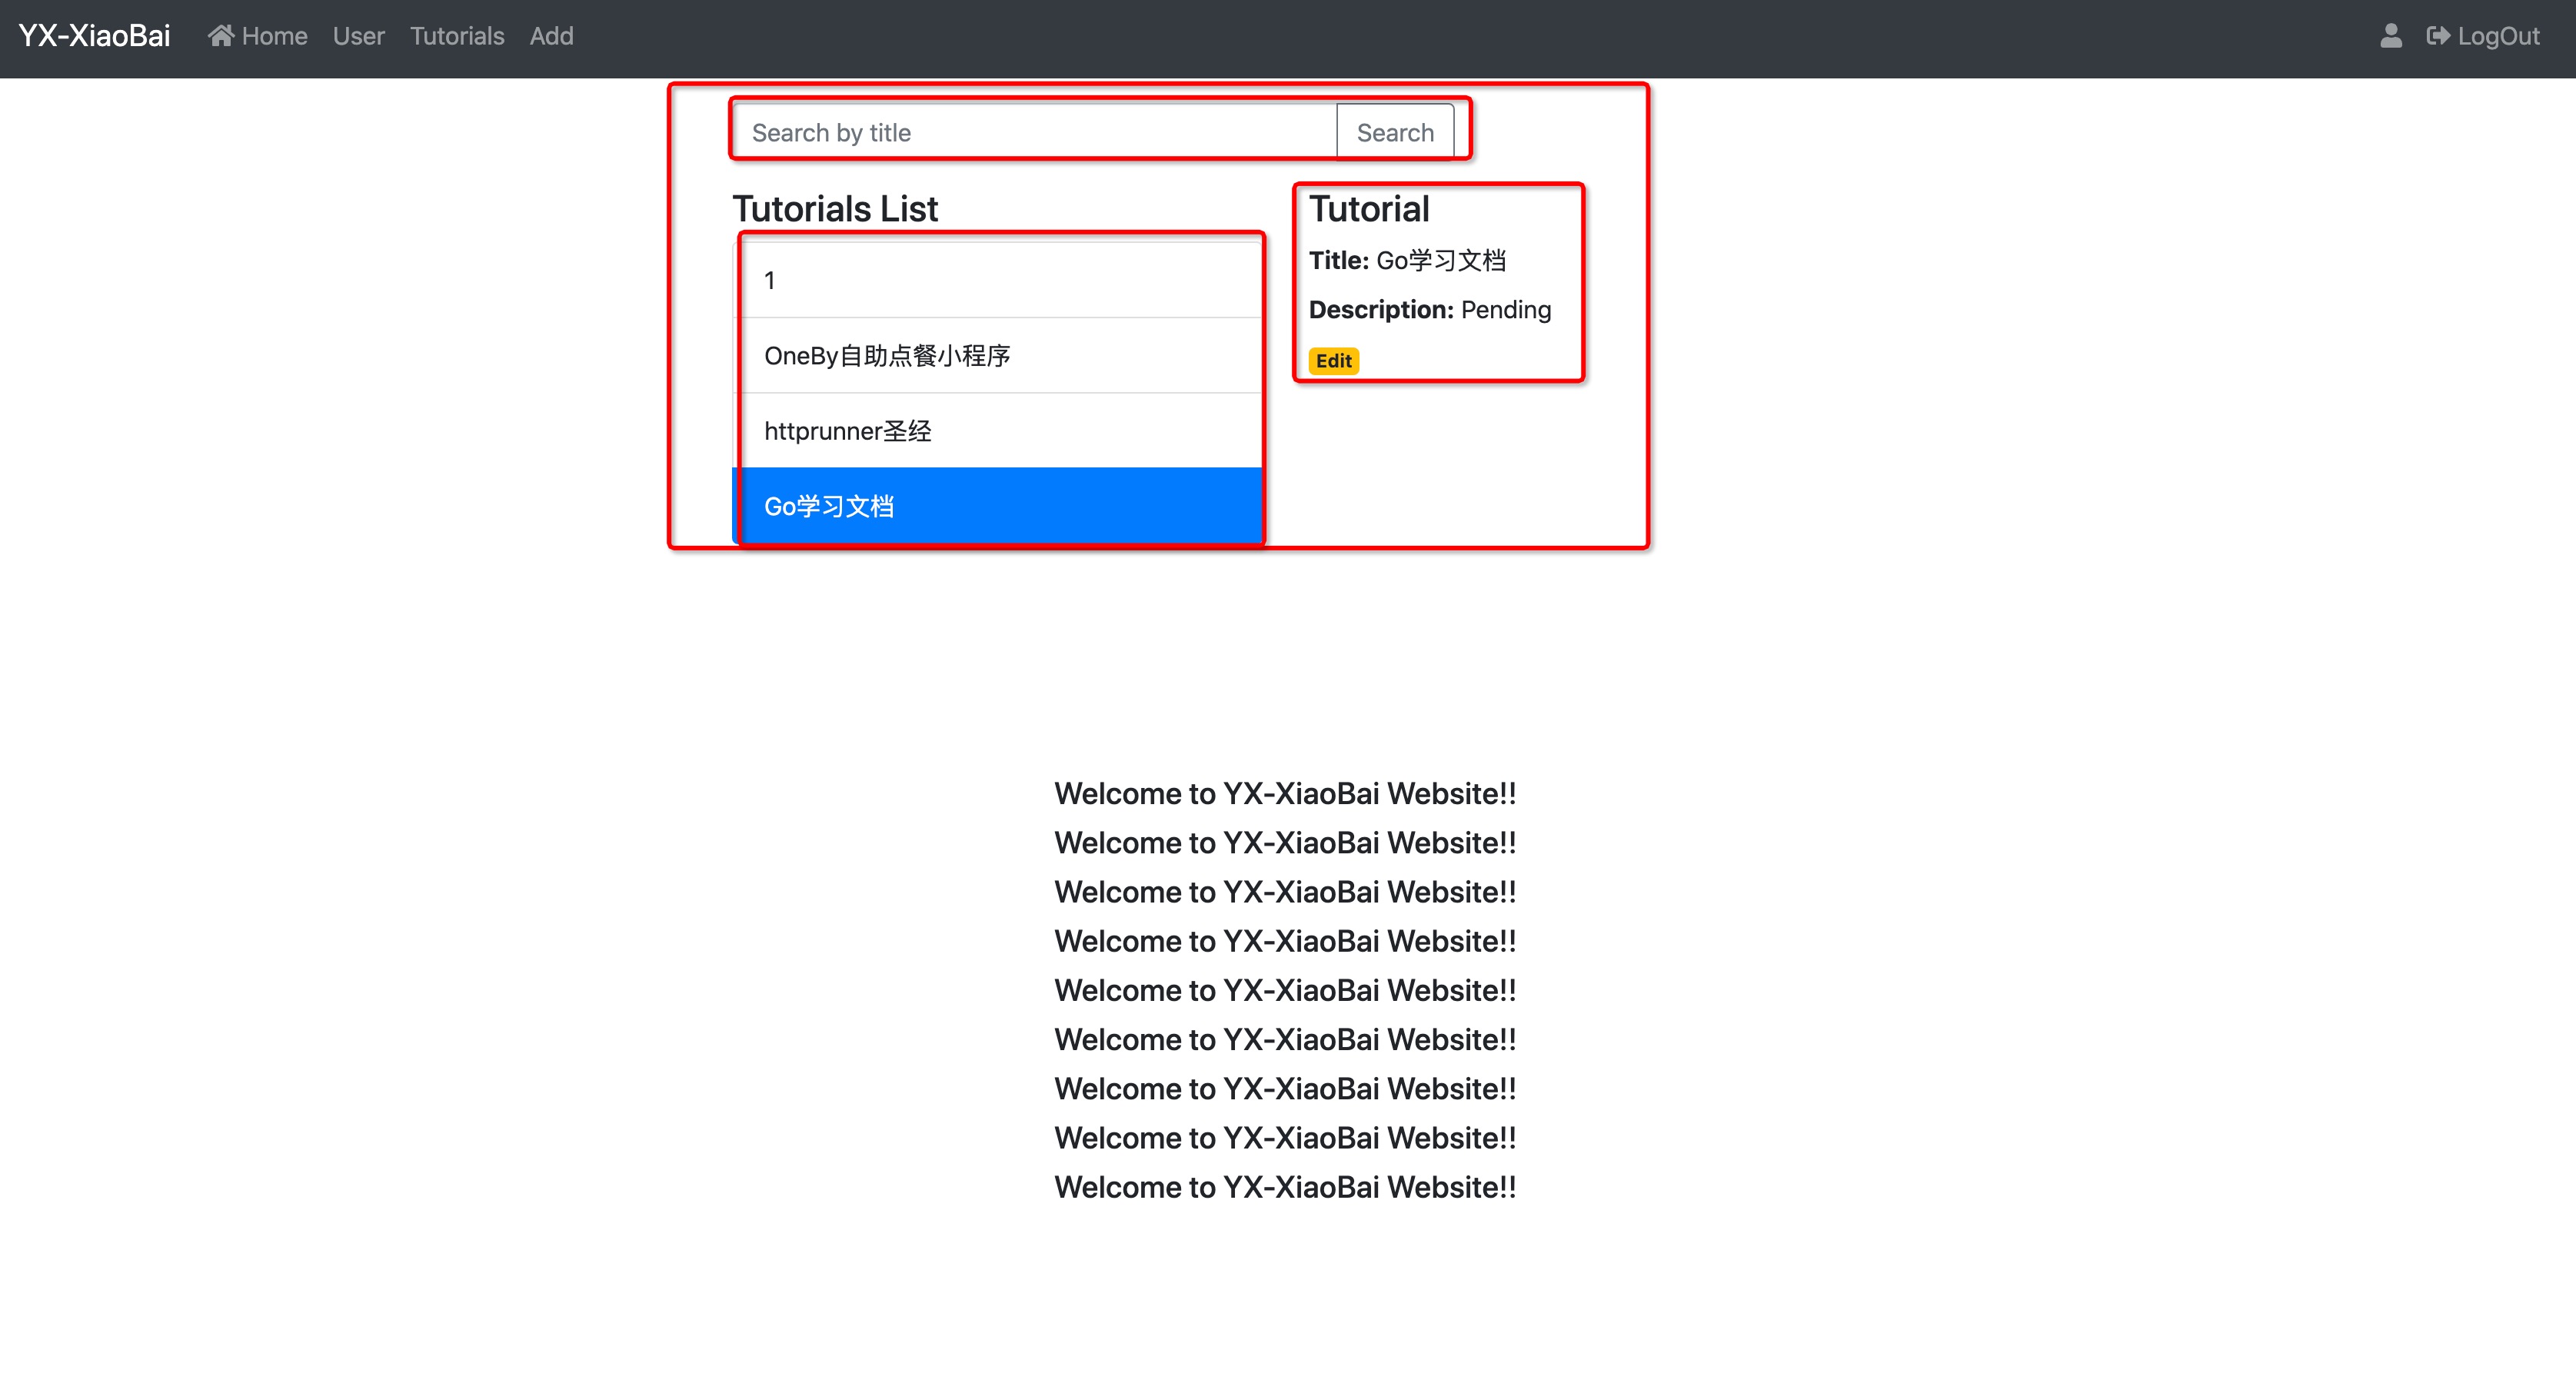 YX-XiaoBai Home User Tutorials Add LogOut
Search by title Search
Tutorials List
1
OneBy自助点餐小程序
httprunner圣经
Go学习文档
Tutorial
Title: Go学习文档
Description: Pending
Edit
Welcome to YX-XiaoBai Website!!
Welcome to YX-XiaoBai Website!!
Welcome to YX-XiaoBai Website!!
Welcome to YX-XiaoBai Website!!
Welcome to YX-XiaoBai Website!!
Welcome to YX-XiaoBai Website!!
Welcome to YX-XiaoBai Website!!
Welcome to YX-XiaoBai Website!!
Welcome to YX-XiaoBai Website!!